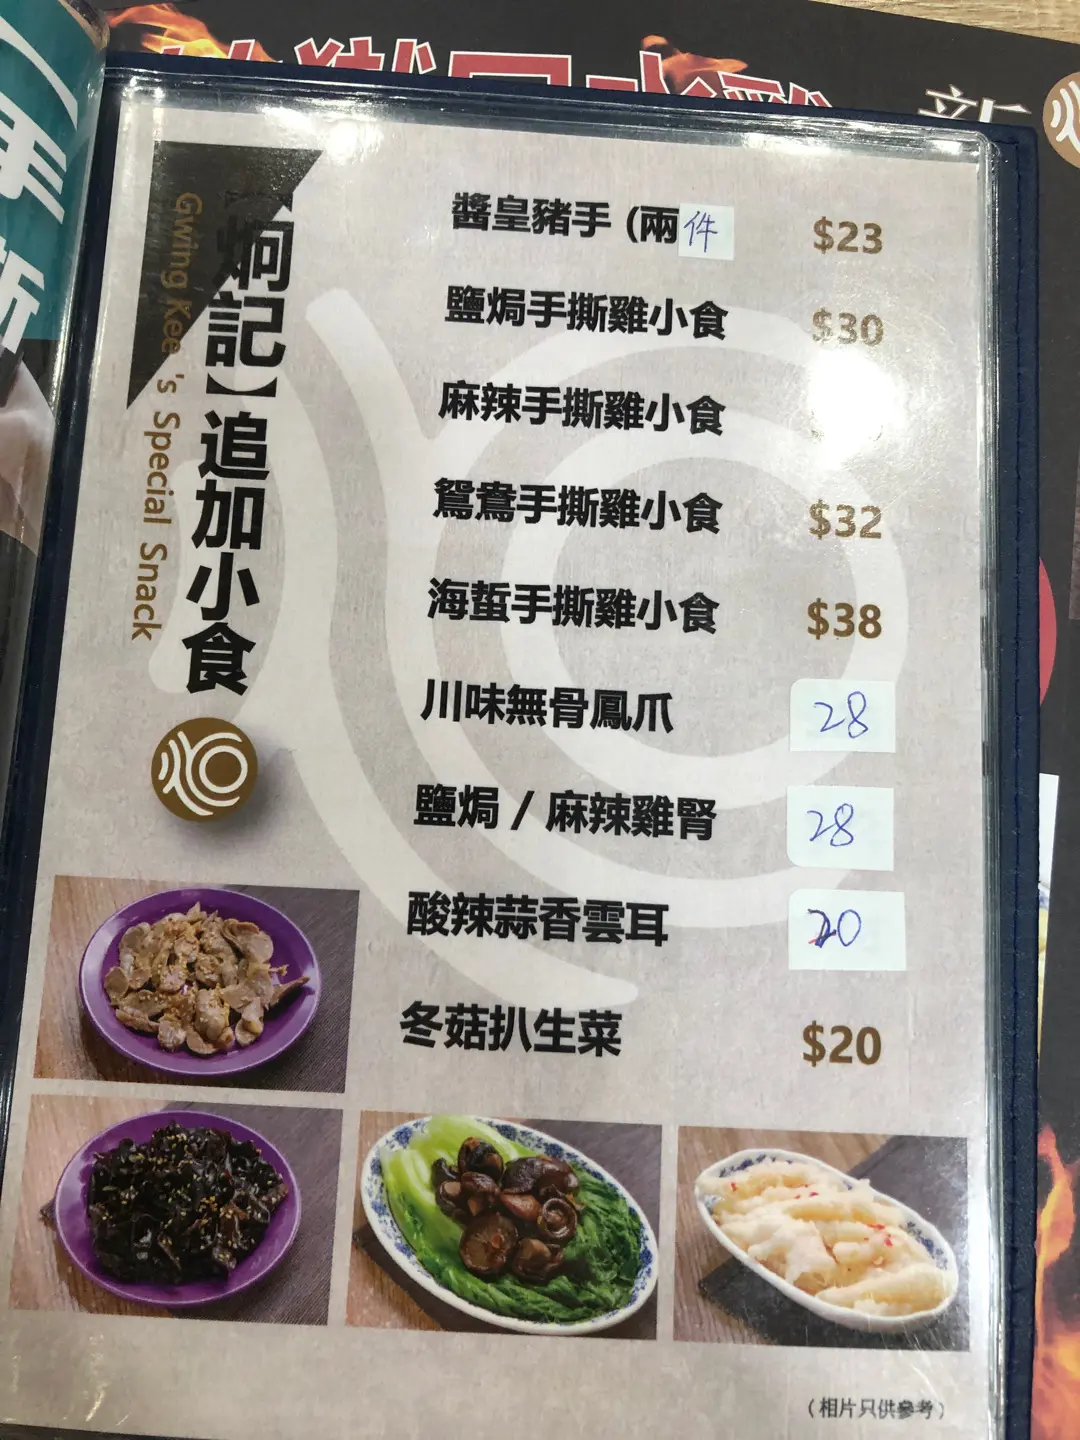 新
炯記】追加小食
Gwing Kee's Special Snack
醬皇豬手 (兩件 $23
鹽焗手撕雞小食 $30
麻辣手撕雞小食
鴛鴦手撕雞小食 $32
海蜇手撕雞小食 $38
川味無骨鳳爪 28
鹽焗 / 麻辣雞腎 28
酸辣蒜香雲耳 20
冬菇扒生菜 $20
(相片只供參考)